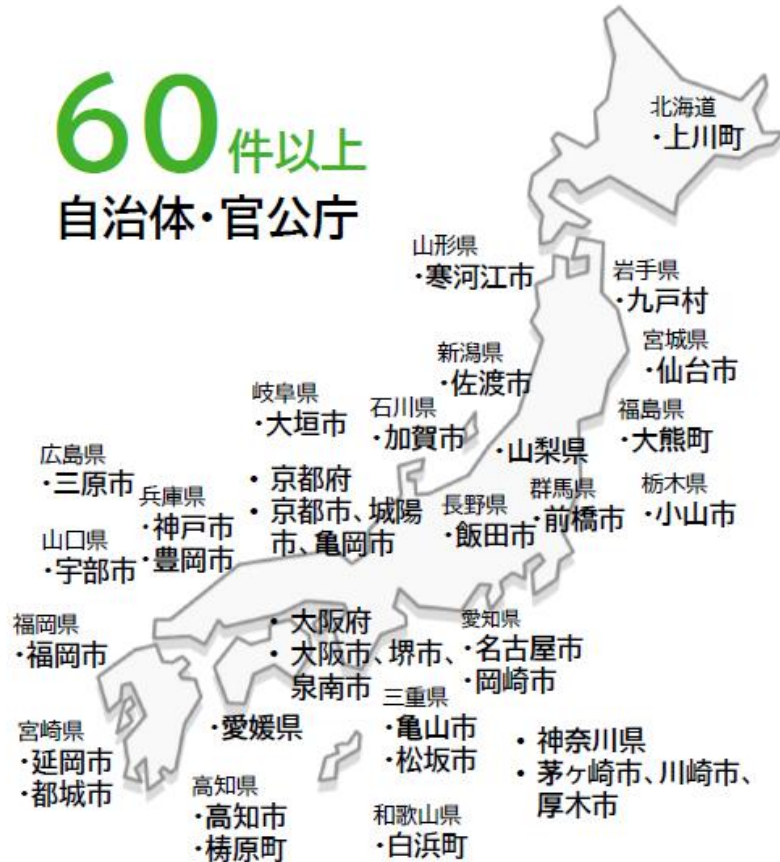 60件以上
自治体・官公庁
北海道
・上川町
山形県
・寒河江市
岩手県
・九戸村
宮城県
・仙台市
新潟県
・佐渡市
福島県
・大熊町
岐阜県
・大垣市
石川県
・加賀市
・山梨県
広島県
・三原市
兵庫県
・神戸市
・豊岡市
・京都府
・京都市、城陽
市、亀岡市
長野県
・飯田市
群馬県
・前橋市
栃木県
・小山市
山口県
・宇部市
福岡県
・福岡市
・大阪府
・大阪市、堺市、
泉南市
愛知県
・名古屋市
・岡崎市
三重県
・亀山市
・松坂市
・神奈川県
・茅ヶ崎市、川崎市、
厚木市
宮崎県
・延岡市
・都城市
・愛媛県
高知県
・高知市
・梼原町
和歌山県
・白浜町